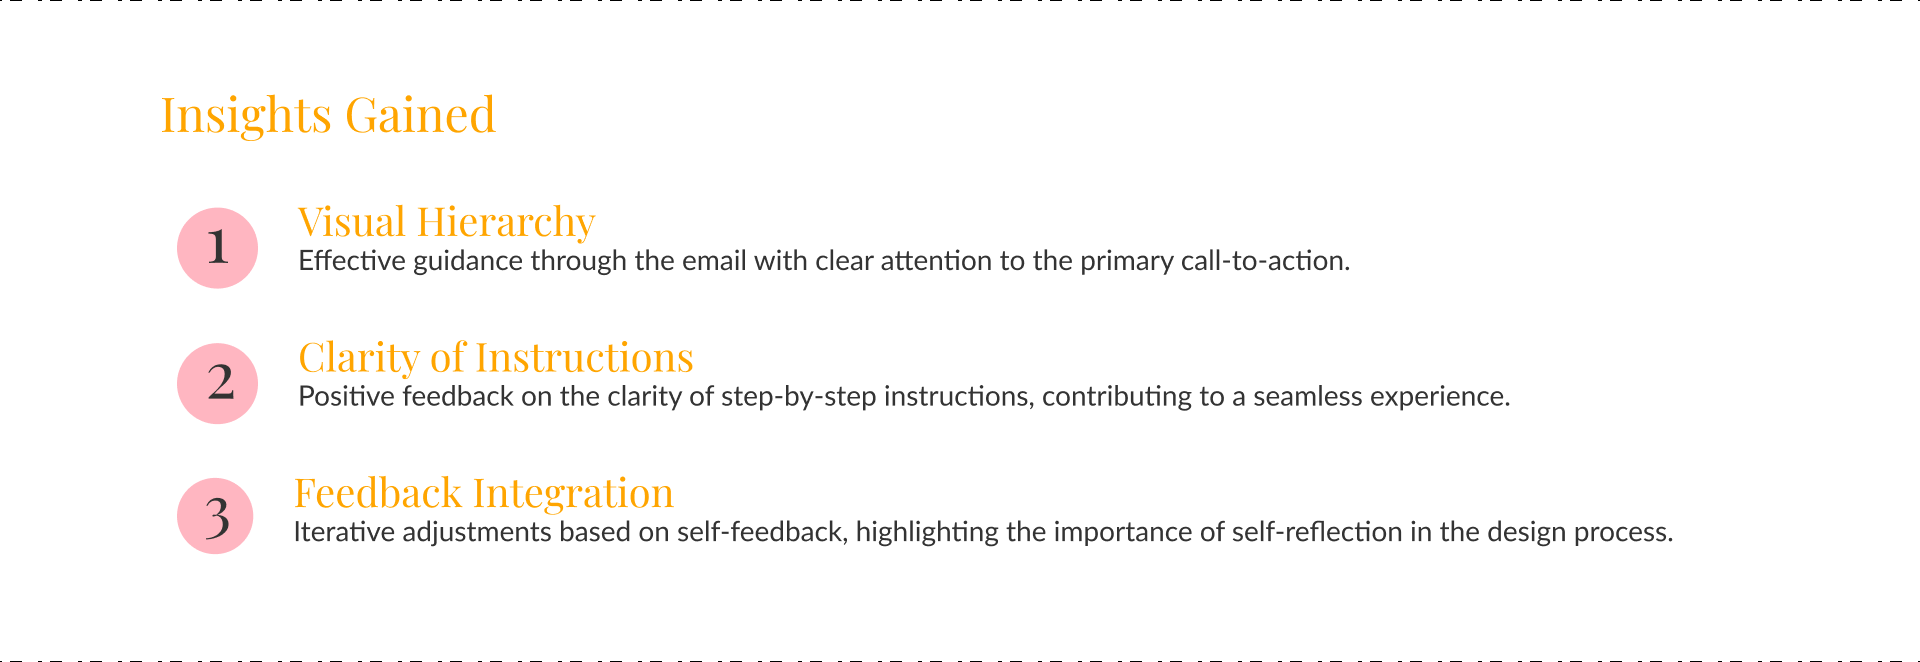 Insights Gained
1
Visual Hierarchy
Effective guidance through the email with clear attention to the primary call-to-action.
2
Clarity of Instructions
Positive feedback on the clarity of step-by-step instructions, contributing to a seamless experience.
3
Feedback Integration
Iterative adjustments based on self-feedback, highlighting the importance of self-reflection in the design process.